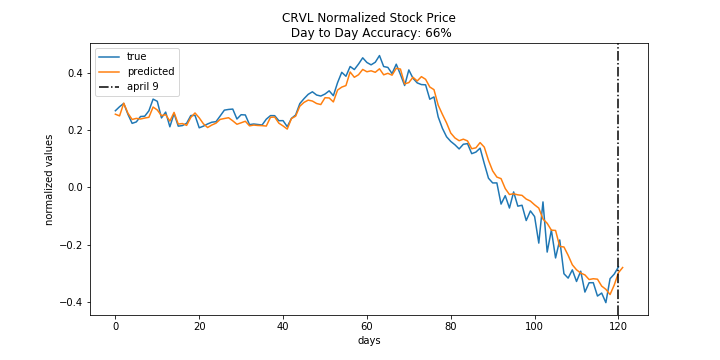 CRVL Normalized Stock Price
Day to Day Accuracy: 66%
true
predicted
april 9
normalized values
0.4
0.2
0.0
−0.2
−0.4
0
20
40
60
80
100
120
days